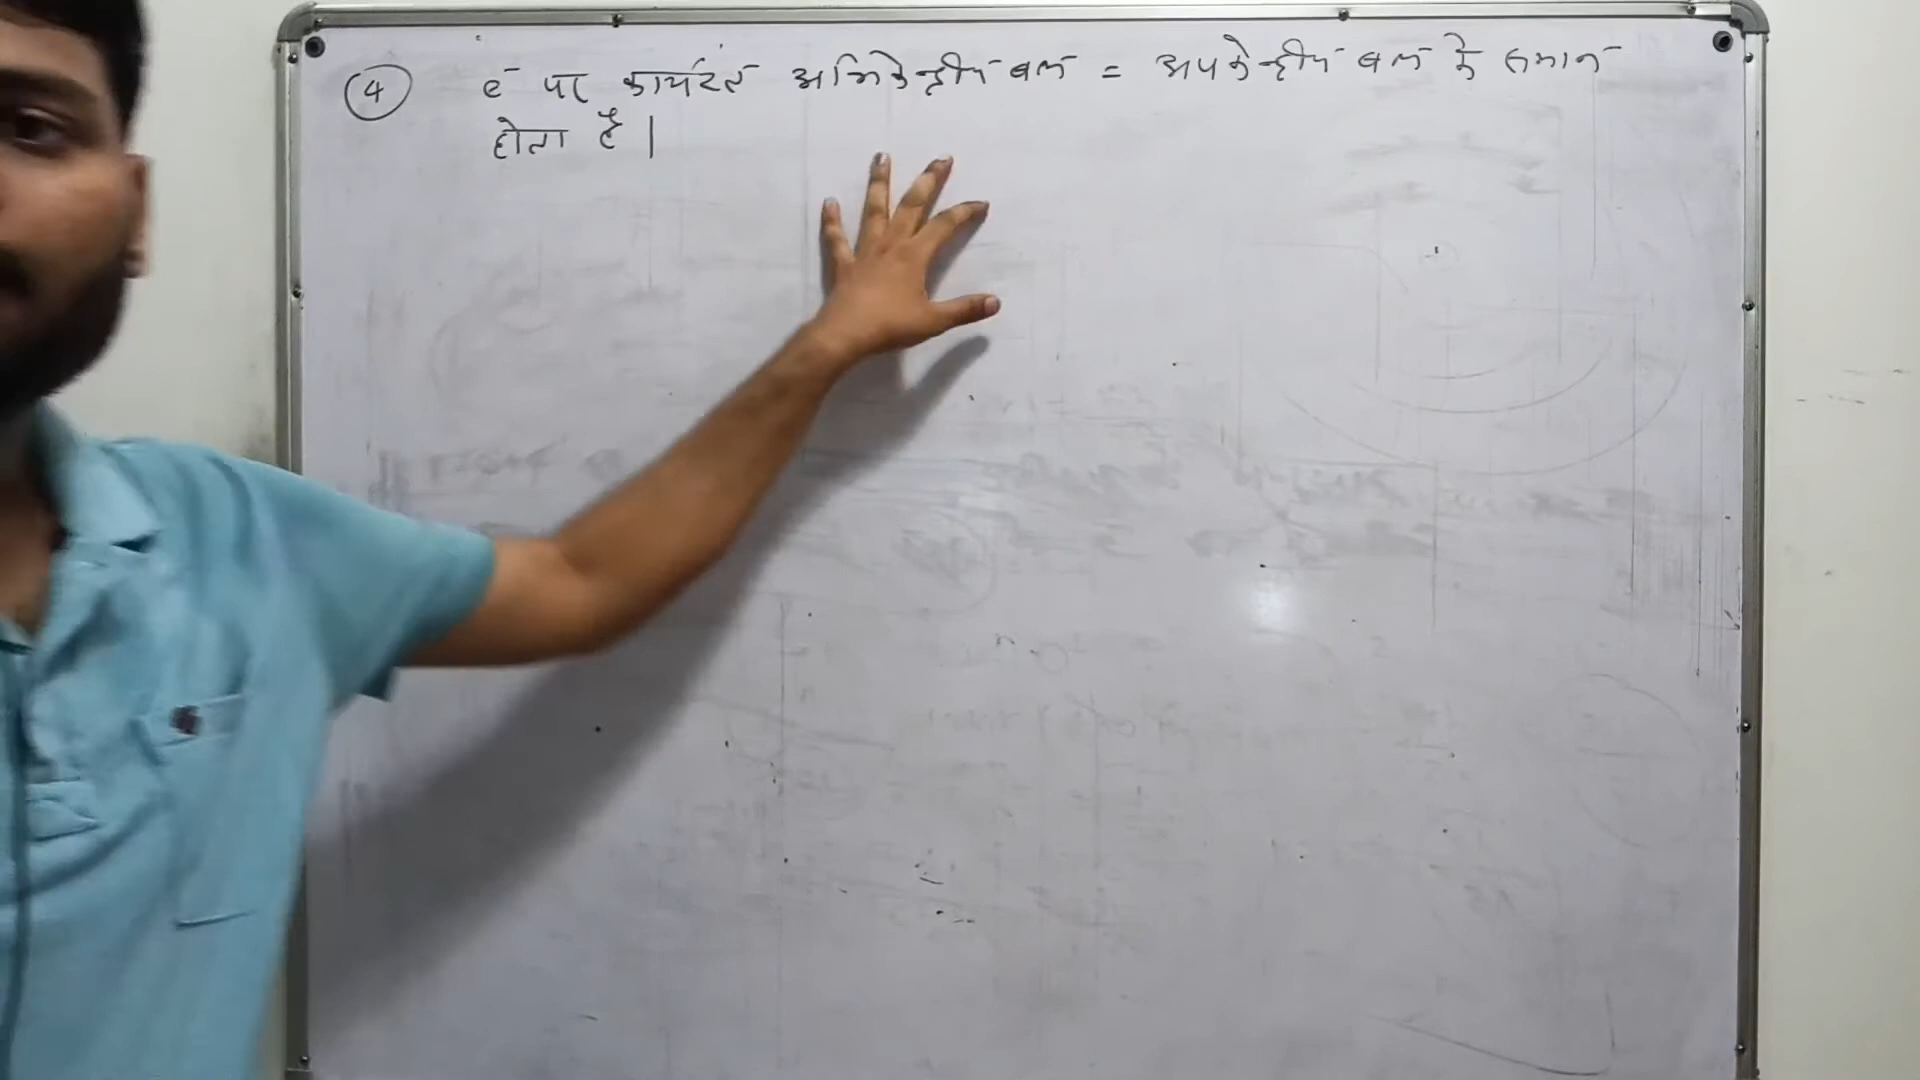 ④ e⁻ पर कार्यरत अभिकेन्द्रीय बल = अपकेन्द्रीय बल के समान
होता है |